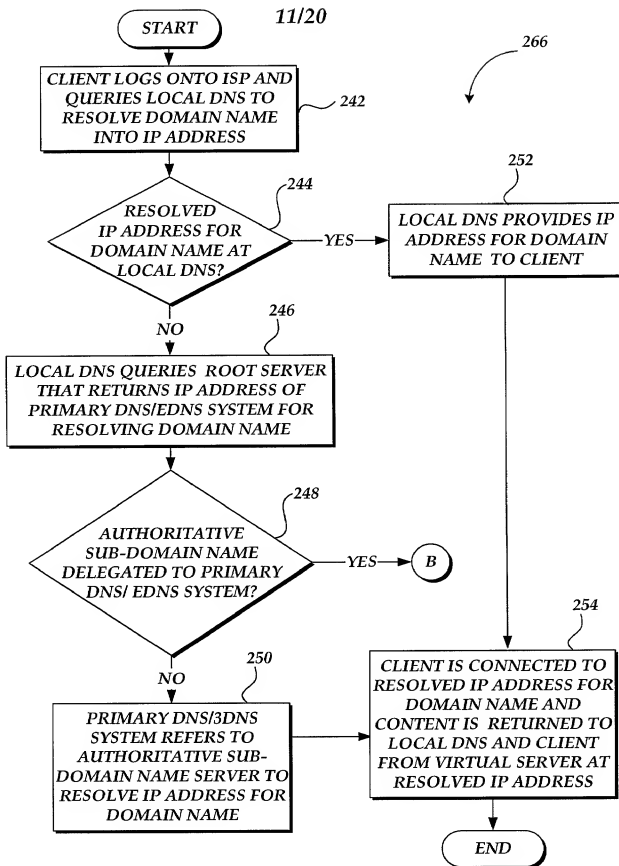 11/20
START
266
CLIENT LOGS ONTO ISP AND
QUERIES LOCAL DNS TO
RESOLVE DOMAIN NAME
INTO IP ADDRESS
242
244
RESOLVED
IP ADDRESS FOR
DOMAIN NAME AT
LOCAL DNS?
YES
252
LOCAL DNS PROVIDES IP
ADDRESS FOR DOMAIN
NAME TO CLIENT
NO
246
LOCAL DNS QUERIES ROOT SERVER
THAT RETURNS IP ADDRESS OF
PRIMARY DNS/EDNS SYSTEM FOR
RESOLVING DOMAIN NAME
248
AUTHORITATIVE
SUB-DOMAIN NAME
DELEGATED TO PRIMARY
DNS/ EDNS SYSTEM?
YES
B
NO
250
PRIMARY DNS/3DNS
SYSTEM REFERS TO
AUTHORITATIVE SUB-
DOMAIN NAME SERVER TO
RESOLVE IP ADDRESS FOR
DOMAIN NAME
254
CLIENT IS CONNECTED TO
RESOLVED IP ADDRESS FOR
DOMAIN NAME AND
CONTENT IS RETURNED TO
LOCAL DNS AND CLIENT
FROM VIRTUAL SERVER AT
RESOLVED IP ADDRESS
END